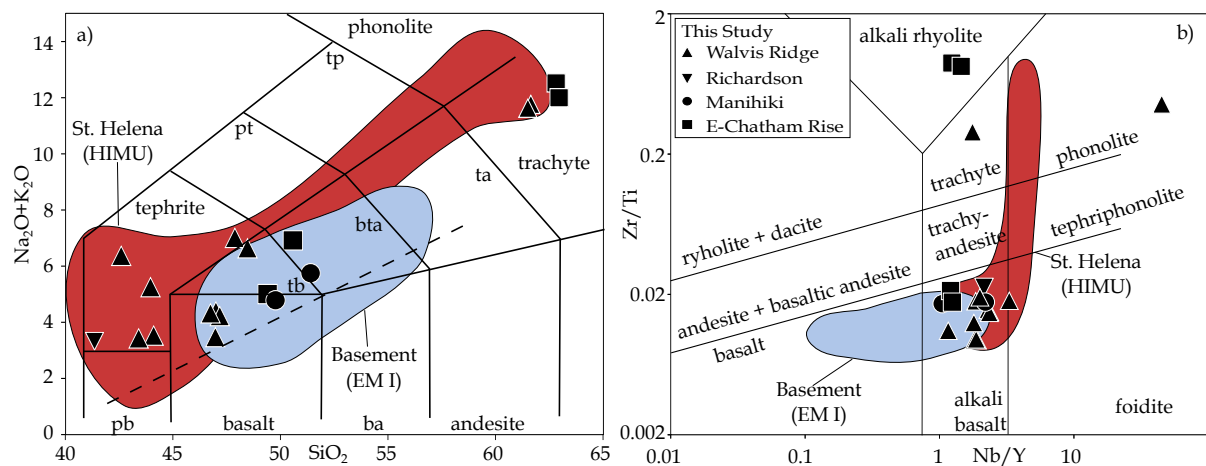 a)
14
12
10
8
6
4
2
0
Na2O+K2O
phonolite
tp
pt
St. Helena
(HIMU)
tephrite
trachyte
ta
bta
tb
Basement
(EM I)
pb
basalt
ba
andesite
40
45
50
55
60
65
SiO2
b)
2
0.2
0.02
0.002
Zr/Ti
This Study
Walvis Ridge
Richardson
Manihiki
E-Chatham Rise
alkali rhyolite
phonolite
trachyte
ryholite + dacite
trachy-
andesite
tephriphonolite
andesite + basaltic andesite
St. Helena
(HIMU)
basalt
Basement
(EM I)
alkali
basalt
foidite
0.01
0.1
1
10
Nb/Y